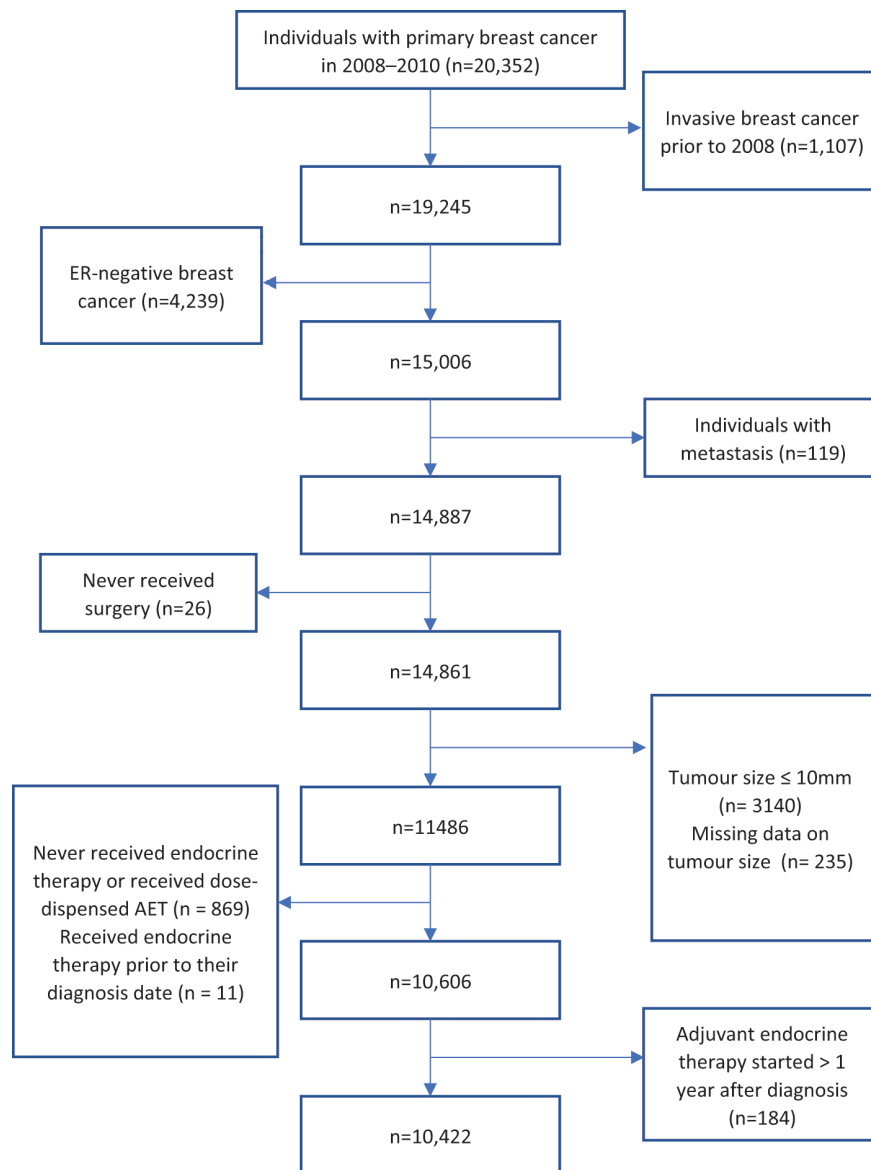 Individuals with primary breast cancer
in 2008–2010 (n=20,352)
Invasive breast cancer
prior to 2008 (n=1,107)
n=19,245
ER-negative breast
cancer (n=4,239)
n=15,006
Individuals with
metastasis (n=119)
n=14,887
Never received
surgery (n=26)
n=14,861
Tumour size ≤ 10mm
(n= 3140)
Missing data on
tumour size (n= 235)
n=11486
Never received endocrine
therapy or received dose-
dispensed AET (n = 869)
Received endocrine
therapy prior to their
diagnosis date (n = 11)
n=10,606
Adjuvant endocrine
therapy started > 1
year after diagnosis
(n=184)
n=10,422